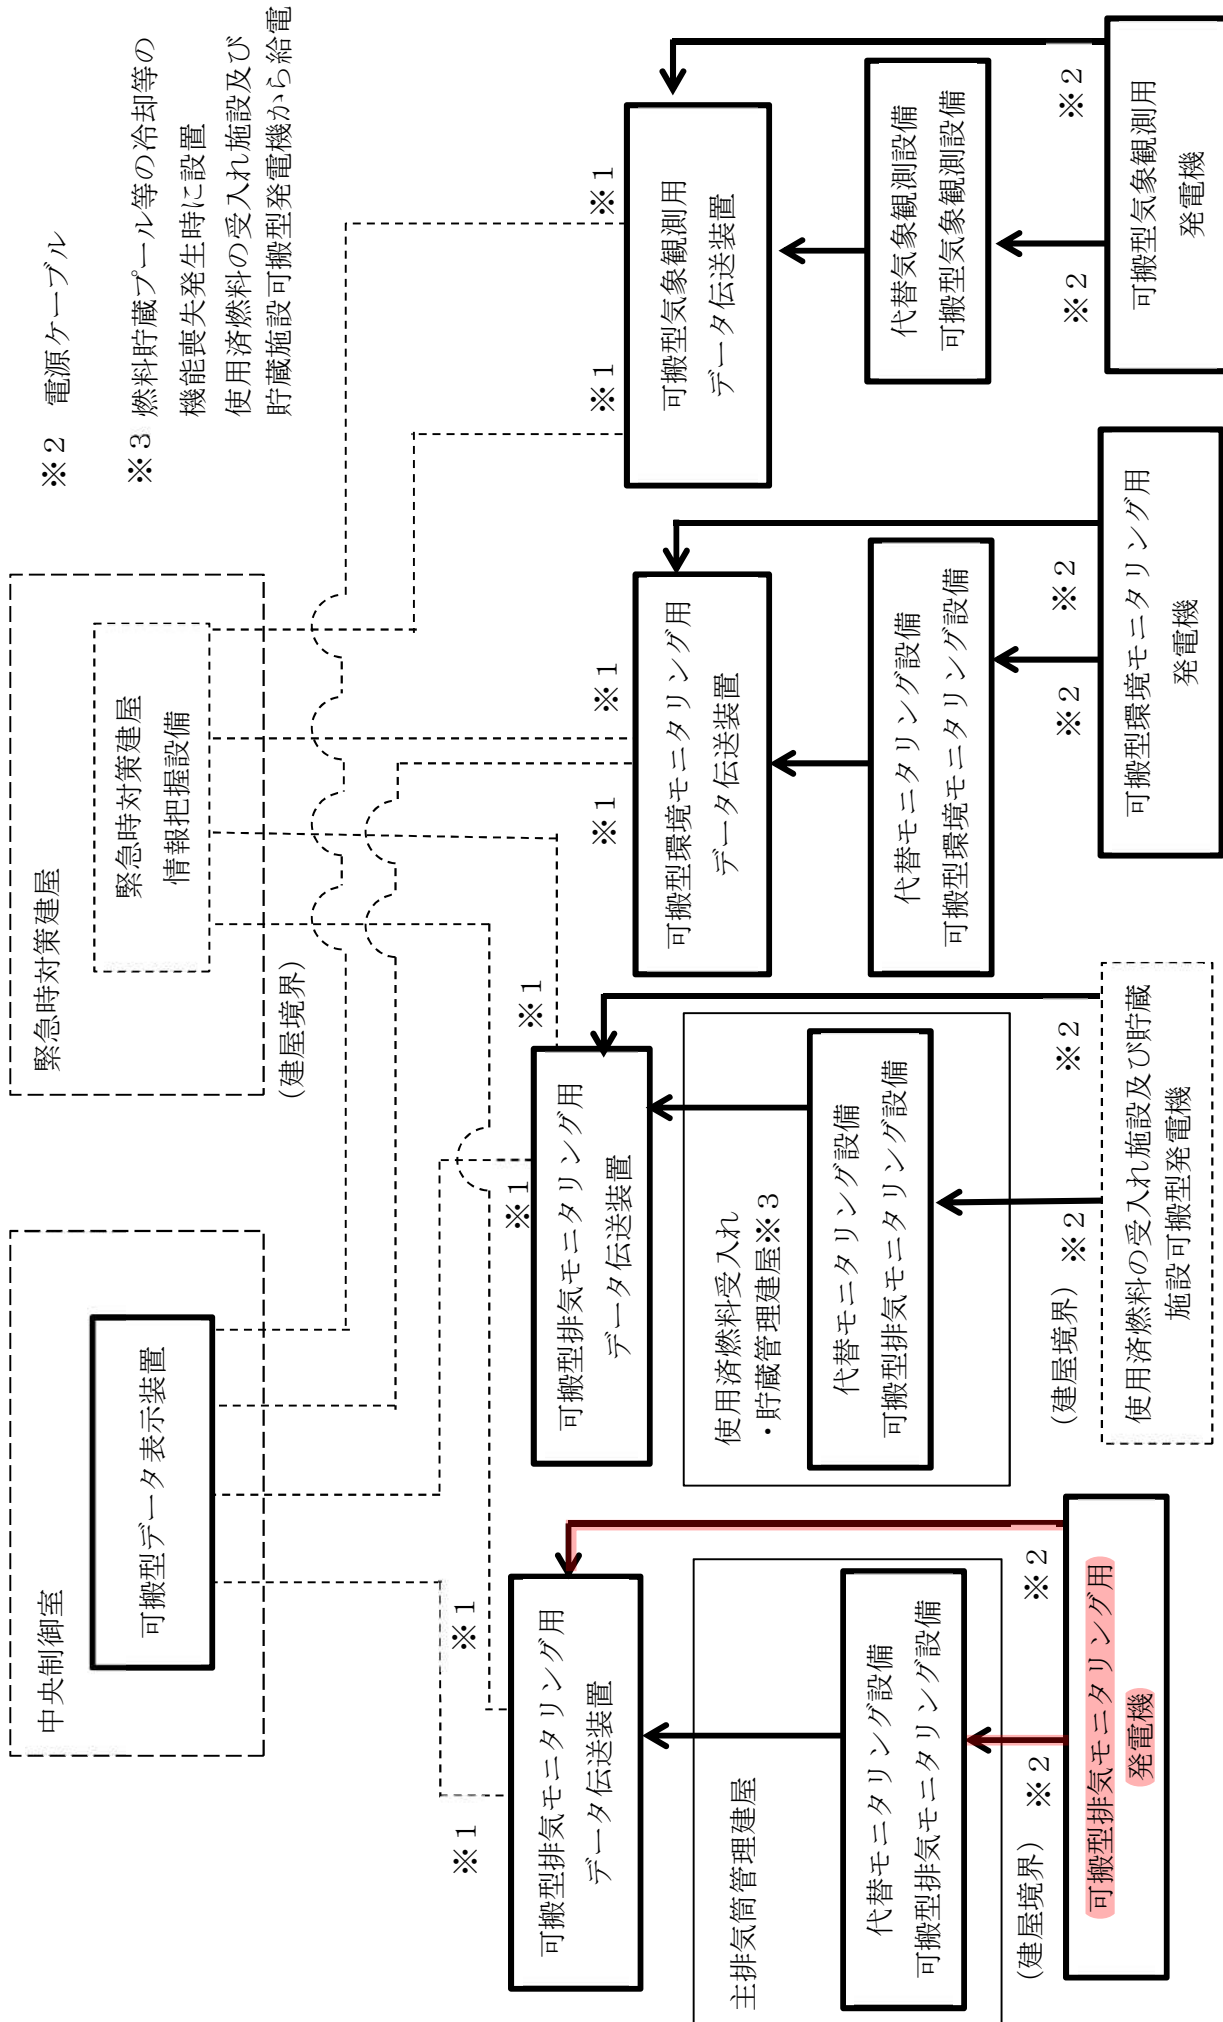 中央制御室
可搬型データ表示装置
緊急時対策建屋
緊急時対策建屋
情報把握設備
(建屋境界)
※2 電源ケーブル
※3 燃料貯蔵プール等の冷却等の
機能喪失発生時に設置
使用済燃料の受入れ施設及び
貯蔵施設可搬型発電機から給電
※1
※1
可搬型排気モニタリング用
データ伝送装置
主排気筒管理建屋
代替モニタリング設備
可搬型排気モニタリング設備
(建屋境界)
※2
※2
可搬型排気モニタリング用
発電機
※1
※1
可搬型排気モニタリング用
データ伝送装置
使用済燃料受入れ
・貯蔵管理建屋※3
代替モニタリング設備
可搬型排気モニタリング設備
(建屋境界)
※2
※2
使用済燃料の受入れ施設及び貯蔵
施設可搬型発電機
※1
※1
可搬型環境モニタリング用
データ伝送装置
代替モニタリング設備
可搬型環境モニタリング設備
※2
※2
可搬型環境モニタリング用
発電機
※1
※1
可搬型気象観測用
データ伝送装置
代替気象観測設備
可搬型気象観測設備
※2
※2
可搬型気象観測用
発電機